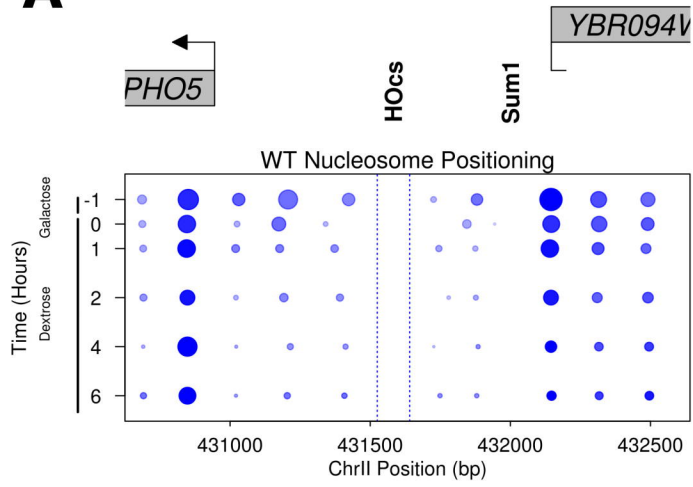 A
YBR094W
PHO5
HOcs
Sum1
WT Nucleosome Positioning
Galactose
Dextrose
Time (Hours)
-1
0
1
2
4
6
431000 431500 432000 432500
ChrII Position (bp)